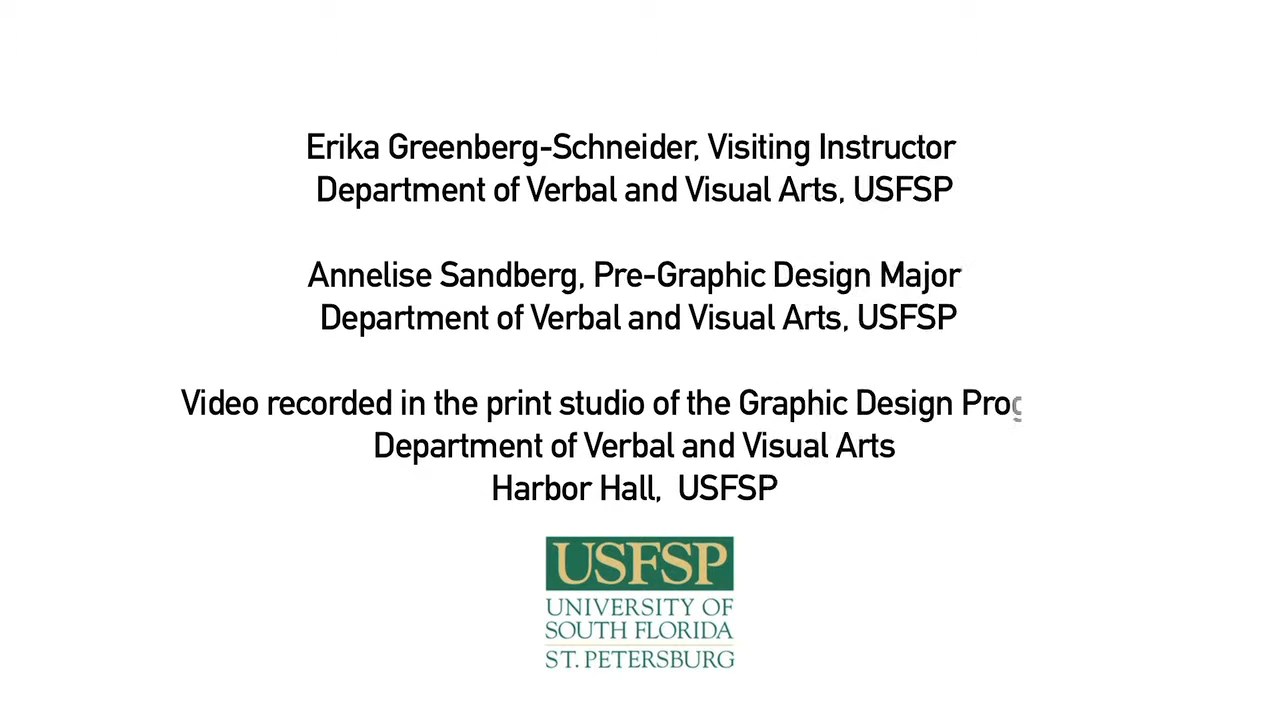 Erika Greenberg-Schneider, Visiting Instructor
Department of Verbal and Visual Arts, USFSP
Annelise Sandberg, Pre-Graphic Design Major
Department of Verbal and Visual Arts, USFSP
Video recorded in the print studio of the Graphic Design Prog
Department of Verbal and Visual Arts
Harbor Hall, USFSP
USFSP
UNIVERSITY OF
SOUTH FLORIDA
ST. PETERSBURG